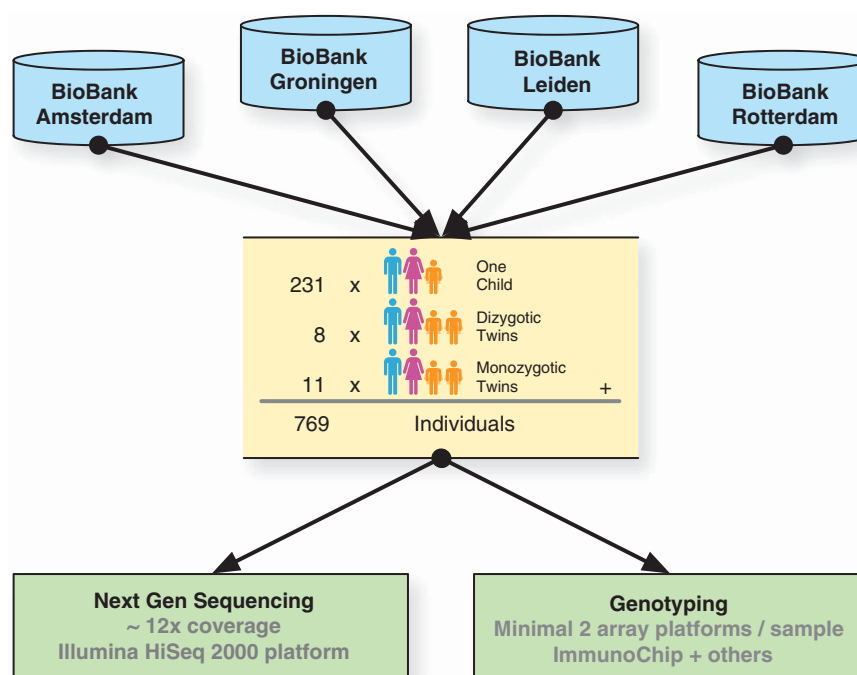 BioBank
Amsterdam
BioBank
Groningen
BioBank
Leiden
BioBank
Rotterdam
231 x One
Child
8 x Dizygotic
Twins
11 x Monozygotic
Twins +
769 Individuals
Next Gen Sequencing
~ 12x coverage
Illumina HiSeq 2000 platform
Genotyping
Minimal 2 array platforms / sample
ImmunoChip + others